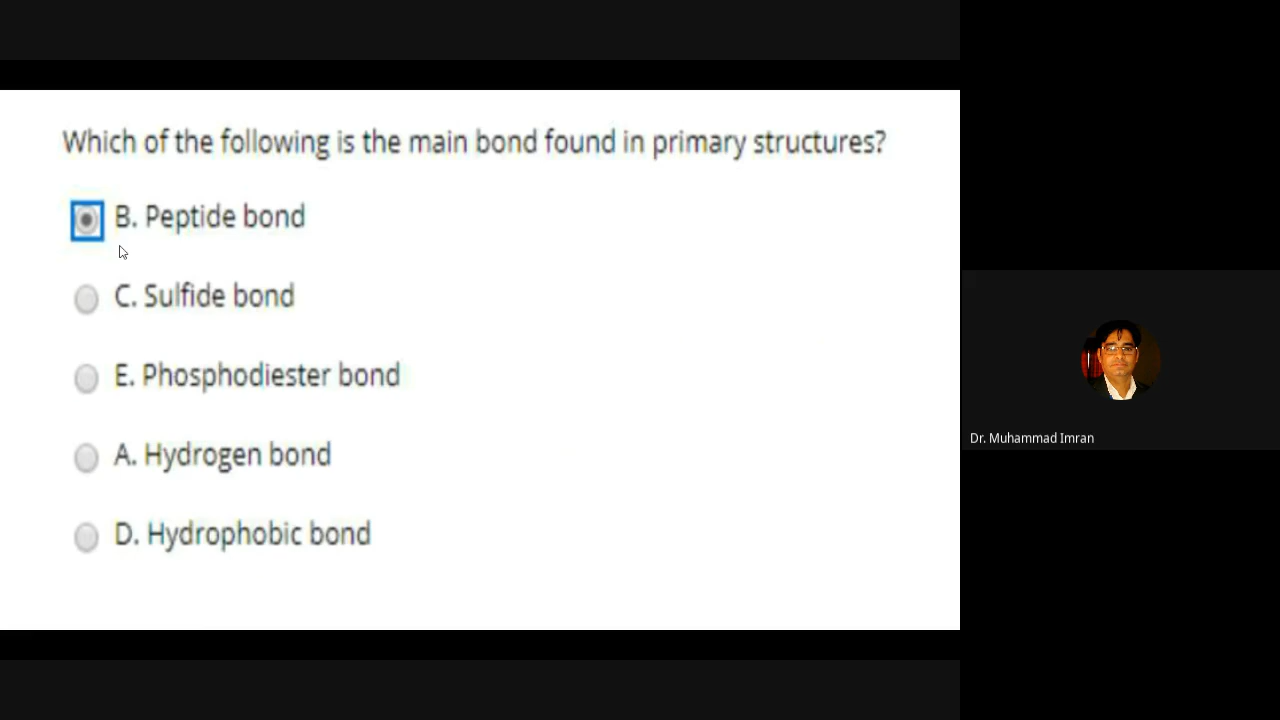 Which of the following is the main bond found in primary structures?
B. Peptide bond
C. Sulfide bond
E. Phosphodiester bond
A. Hydrogen bond
D. Hydrophobic bond
Dr. Muhammad Imran